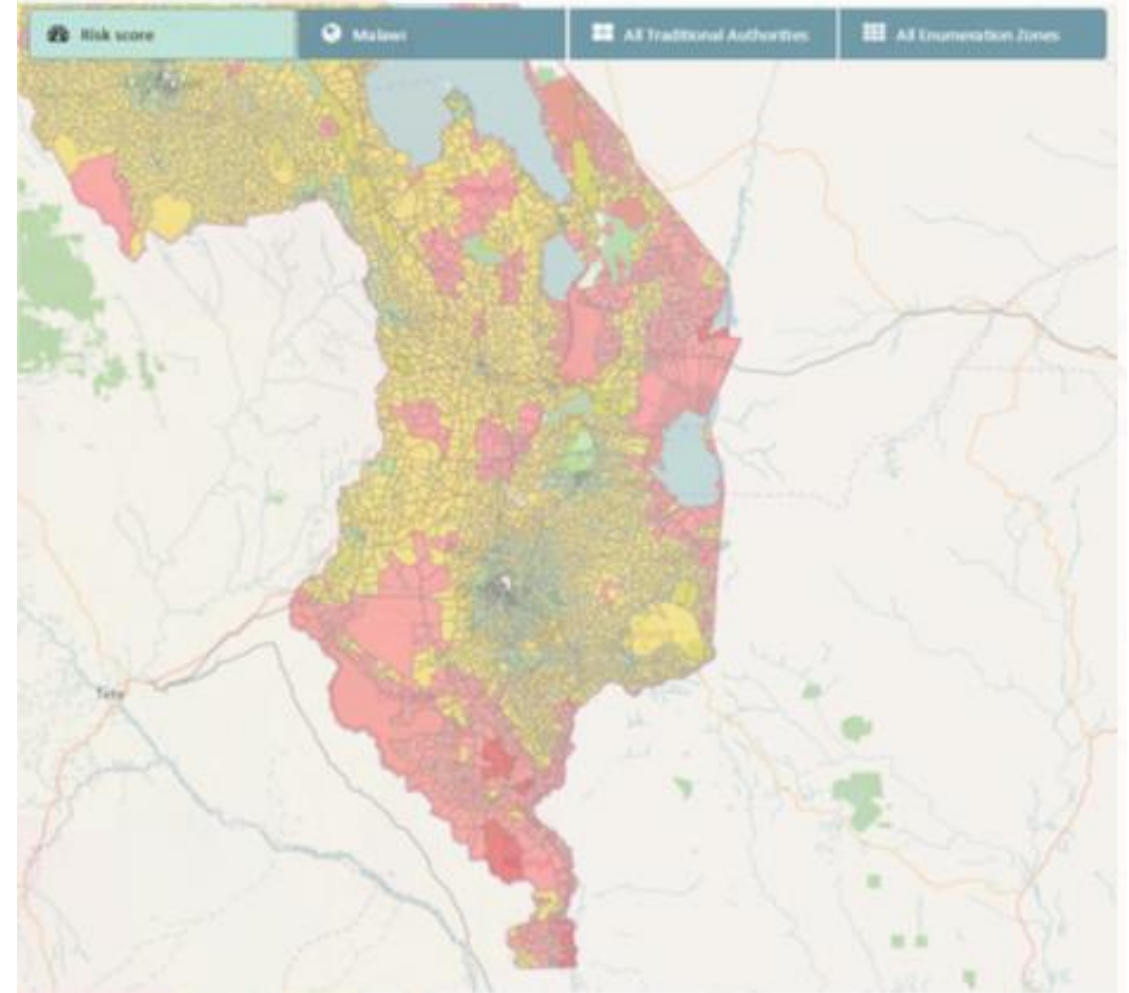 Risk score
Malawi
All Traditional Authorities
All Enumeration Zones
Tete